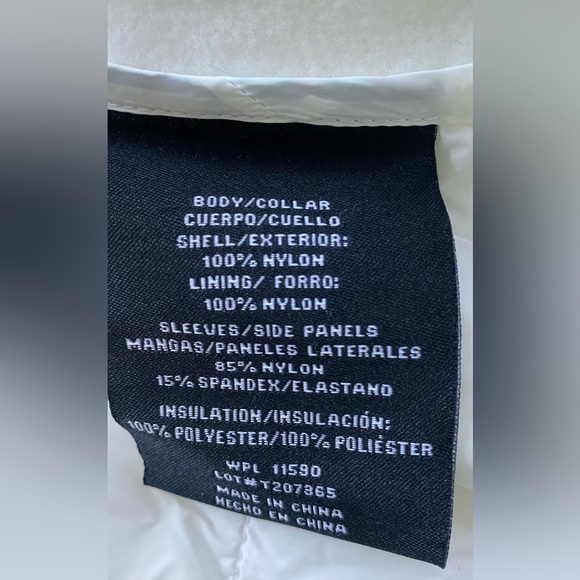 BODY/COLLAR
CUERPO/CUELLO
SHELL/EXTERIOR:
100% NYLON
LINING/ FORRO:
100% NYLON
SLEEVES/SIDE PANELS
MANGAS/PANELES LATERALES
85% NYLON
15% SPANDEX/ELASTANO
INSULATION/INSULACIÓN:
100% POLYESTER/100% POLIÉSTER
WPL 11590
LOT#T207865
MADE IN CHINA
HECHO EN CHINA